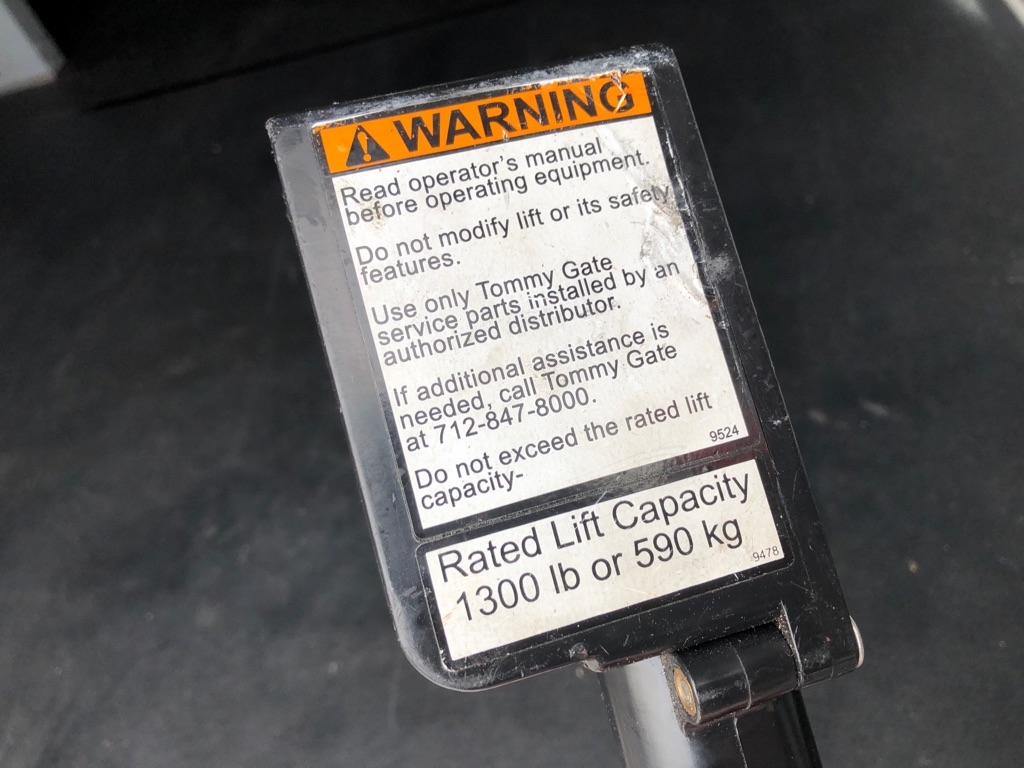 WARNING
Read operator's manual
before operating equipment.
Do not modify lift or its safety
features.
Use only Tommy Gate
service parts installed by an
authorized distributor.
If additional assistance is
needed, call Tommy Gate
at 712-847-8000.
Do not exceed the rated lift
capacity-
9524
Rated Lift Capacity
1300 lb or 590 kg
9478